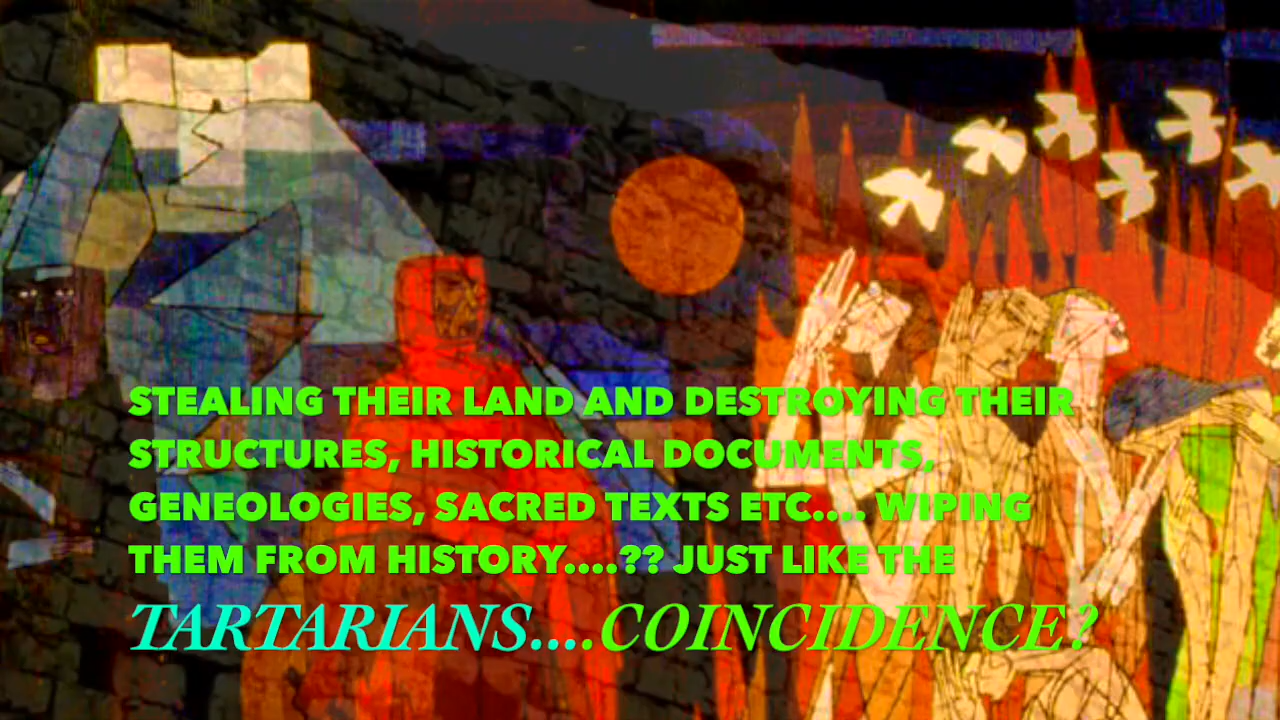 STEALING THEIR LAND AND DESTROYING THEIR
STRUCTURES, HISTORICAL DOCUMENTS,
GENEOLOGIES, SACRED TEXTS ETC.... WIPING
THEM FROM HISTORY....?? JUST LIKE THE
TARTARIANS....COINCIDENCE?